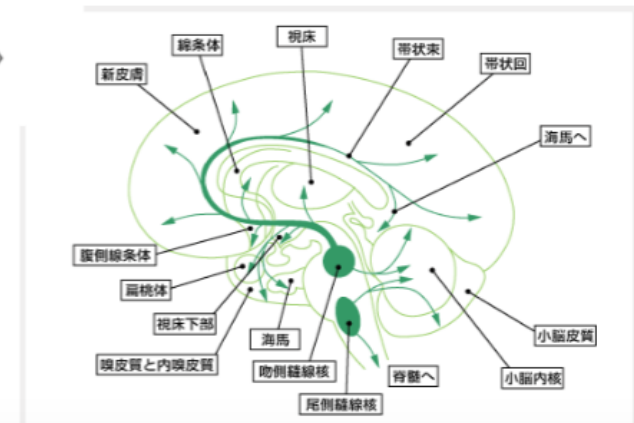 視床
綿条体
帯状束
帯状回
新皮膚
海馬へ
腹側線条体
扁桃体
視床下部
海馬
嗅皮質と内嗅皮質
吻側縫線核
脊髄へ
尾側縫線核
小脳皮質
小脳内核